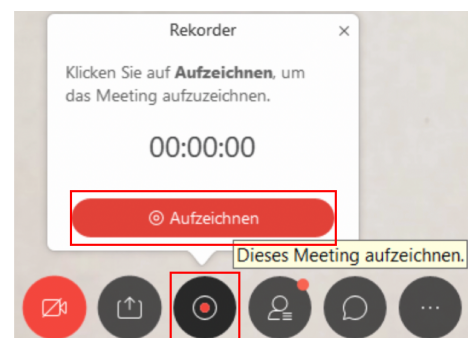 Rekorder
Klicken Sie auf Aufzeichnen, um
das Meeting aufzuzeichnen.
00:00:00
Aufzeichnen
Dieses Meeting aufzeichnen.